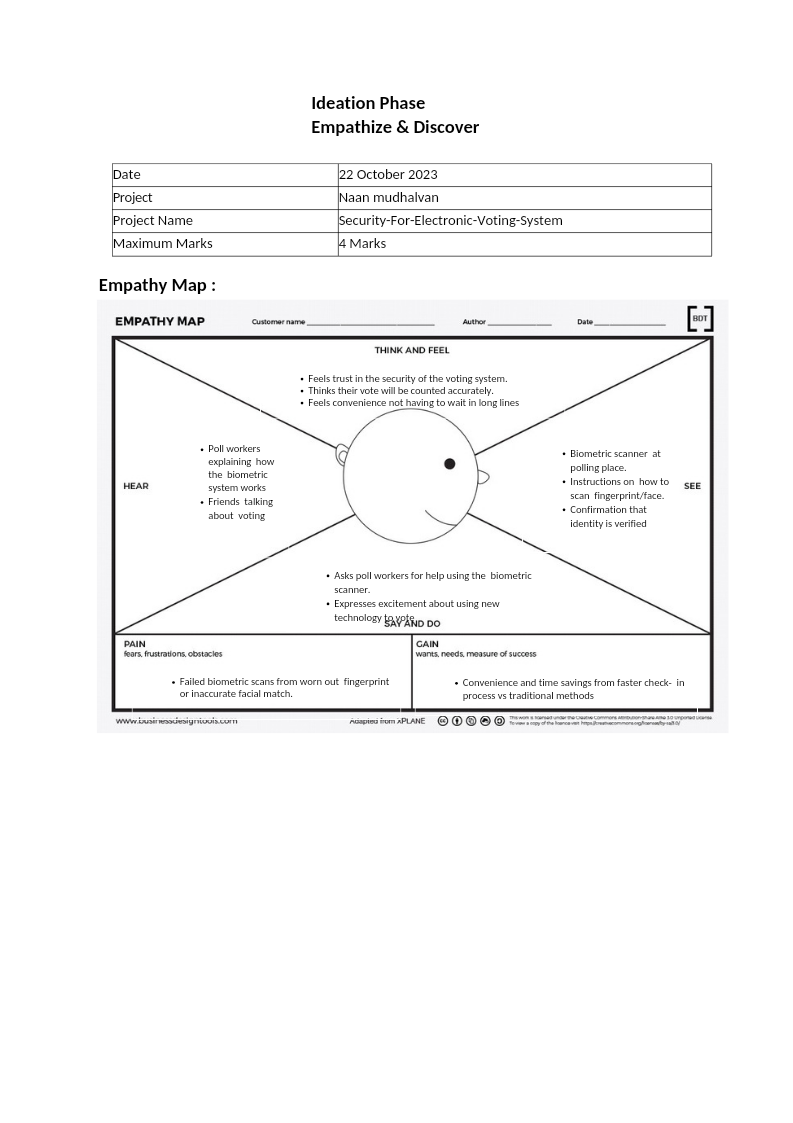 Ideation Phase
Empathize & Discover
Date 22 October 2023
Project Naan mudhalvan
Project Name Security-For-Electronic-Voting-System
Maximum Marks 4 Marks
Empathy Map :
EMPATHY MAP Customer name Author Date BDT
THINK AND FEEL
• Feels trust in the security of the voting system.
• Thinks their vote will be counted accurately.
• Feels convenience not having to wait in long lines
HEAR
• Poll workers
explaining how
the biometric
system works
• Friends talking
about voting
• Biometric scanner at
polling place.
• Instructions on how to
scan fingerprint/face.
• Confirmation that
identity is verified
SEE
• Asks poll workers for help using the biometric
scanner.
• Expresses excitement about using new
technology to vote
SAY AND DO
PAIN
fears, frustrations, obstacles
• Failed biometric scans from worn out fingerprint
or inaccurate facial match.
GAIN
wants, needs, measure of success
• Convenience and time savings from faster check- in
process vs traditional methods
www.businessdesigntools.com Adapted from XPLANE
This work is licensed under the Creative Commons Attribution-Share Alike 3.0 Unported License.
To view a copy of the licence visit https://creativecommons.org/licenses/by-sa/3.0/